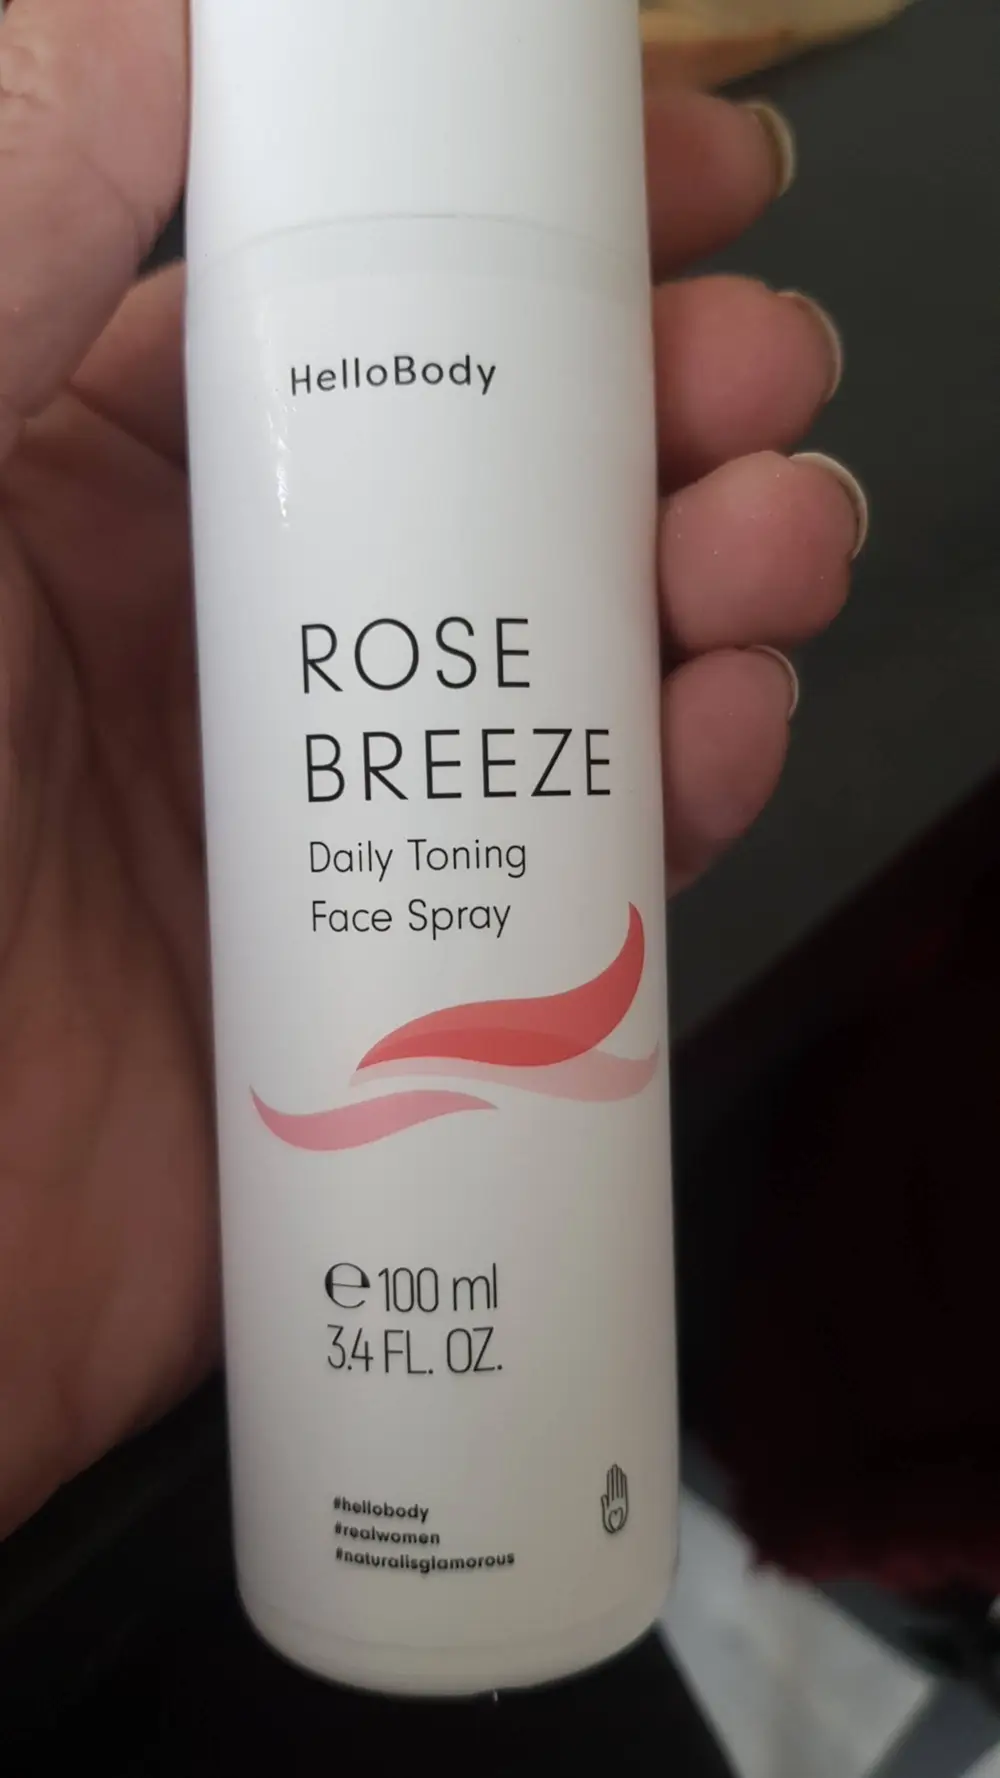 HelloBody
ROSE
BREEZE
Daily Toning
Face Spray
℮ 100 ml
3.4 FL. OZ.
#hellobody
#realwomen
#naturalisglamorous